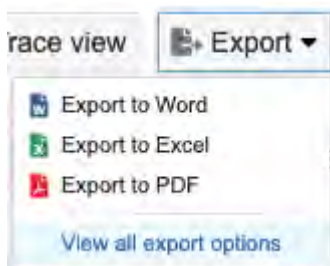 race view Export
Export to Word
Export to Excel
Export to PDF
View all export options